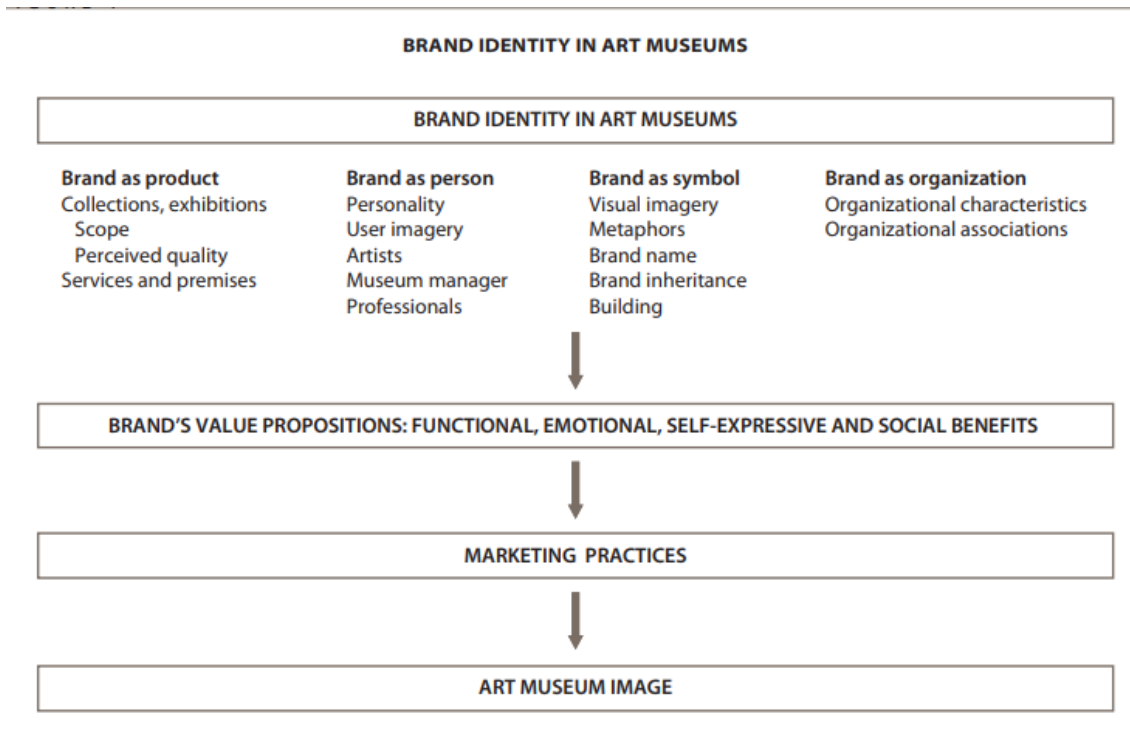 BRAND IDENTITY IN ART MUSEUMS
BRAND IDENTITY IN ART MUSEUMS
Brand as product
Collections, exhibitions
Scope
Perceived quality
Services and premises
Brand as person
Personality
User imagery
Artists
Museum manager
Professionals
Brand as symbol
Visual imagery
Metaphors
Brand name
Brand inheritance
Building
Brand as organization
Organizational characteristics
Organizational associations
BRAND'S VALUE PROPOSITIONS: FUNCTIONAL, EMOTIONAL, SELF-EXPRESSIVE AND SOCIAL BENEFITS
MARKETING PRACTICES
ART MUSEUM IMAGE